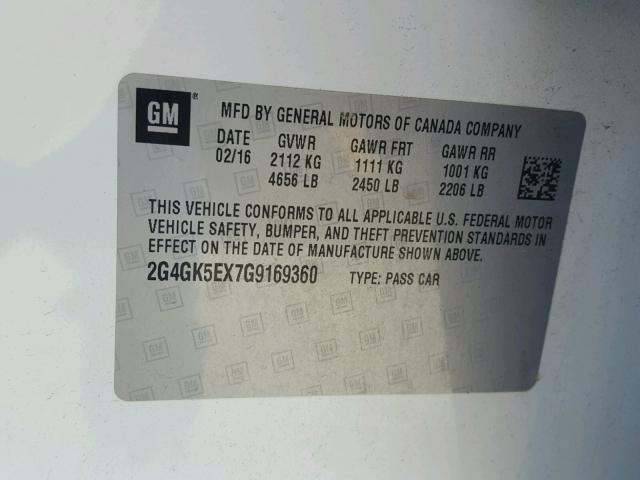 GM® MFD BY GENERAL MOTORS OF CANADA COMPANY
DATE GVWR GAWR FRT GAWR RR
02/16 2112 KG 1111 KG 1001 KG
4656 LB 2450 LB 2206 LB
THIS VEHICLE CONFORMS TO ALL APPLICABLE U.S. FEDERAL MOTOR
VEHICLE SAFETY, BUMPER, AND THEFT PREVENTION STANDARDS IN
EFFECT ON THE DATE OF MANUFACTURE SHOWN ABOVE.
2G4GK5EX7G9169360 TYPE: PASS CAR